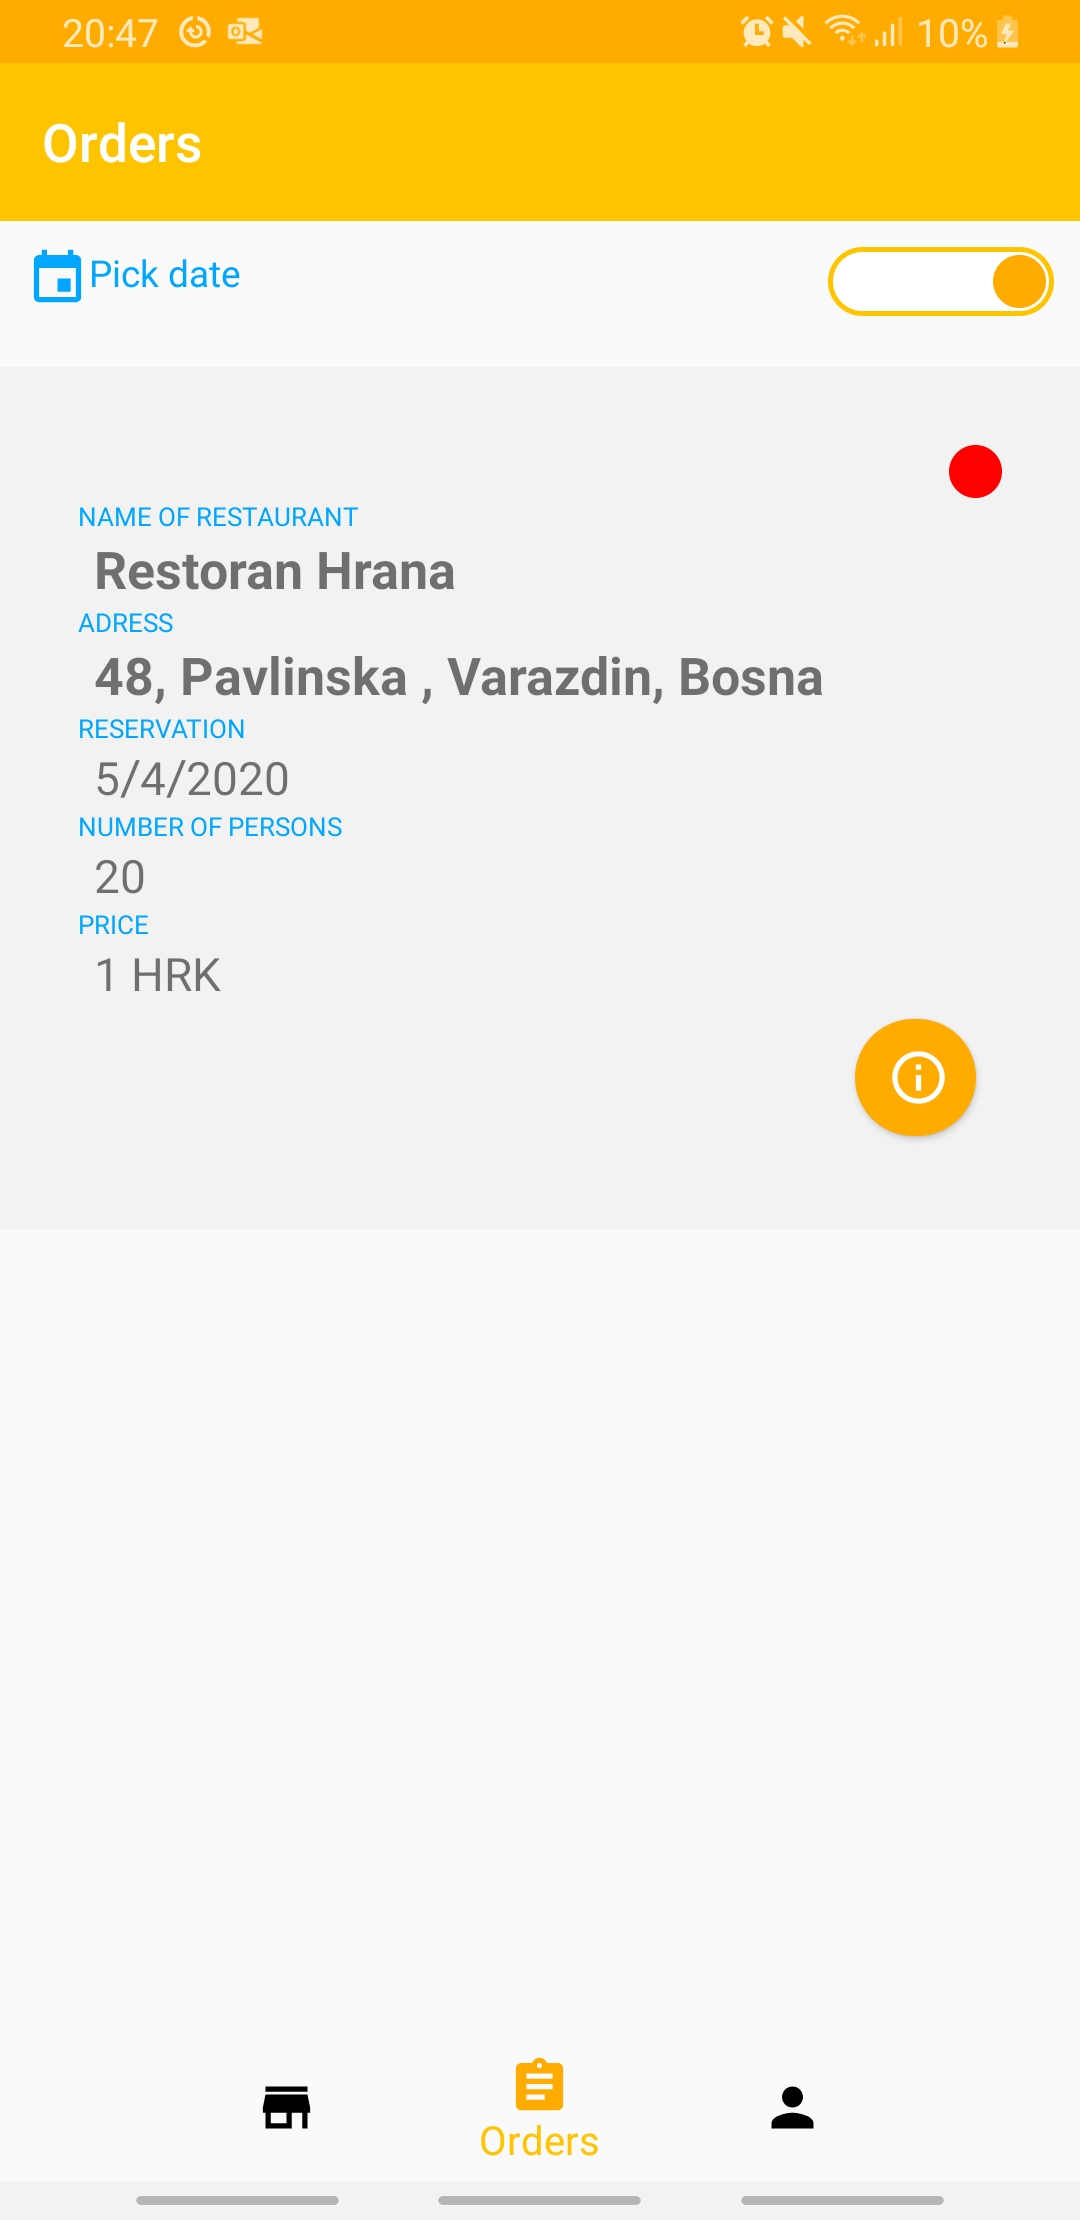 20:47 10%
Orders
Pick date
NAME OF RESTAURANT
Restoran Hrana
ADRESS
48, Pavlinska , Varazdin, Bosna
RESERVATION
5/4/2020
NUMBER OF PERSONS
20
PRICE
1 HRK
Orders